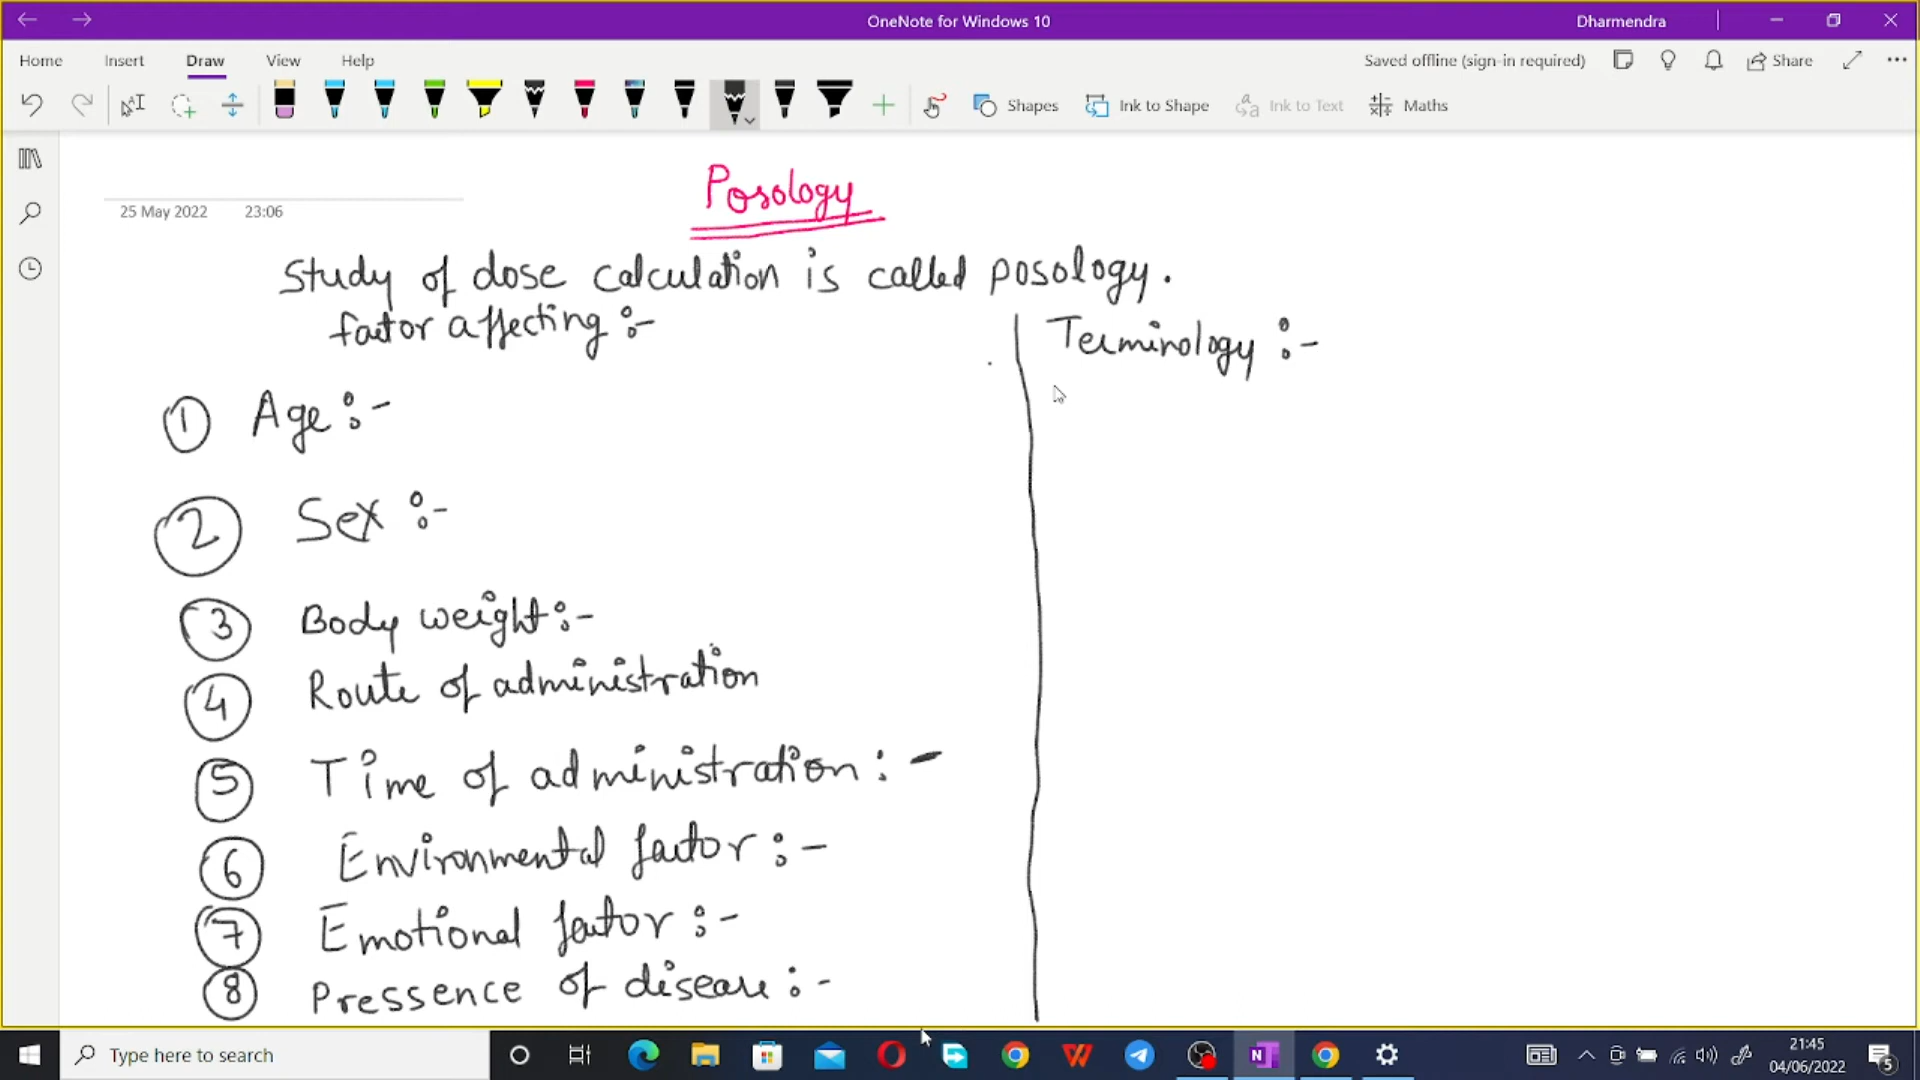 OneNote for Windows 10
Dharmendra
Home Insert Draw View Help
Saved offline (sign-in required)
Share
Shapes
Ink to Shape
Ink to Text
Maths
Posology
25 May 2022 23:06
Study of dose calculation is called posology.
factor affecting :-
Terminology :-
1 Age :-
2 Sex :-
3 Body weight :-
4 Route of administration
5 Time of administration : -
6 Environmental factor : -
7 Emotional factor : -
8 Pressence of disease : -
Type here to search
21:45
04/06/2022
5